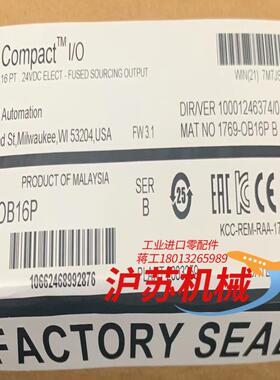 Compact™ I/O
16 PT . 24VDC ELECT - FUSED SOURCING OUTPUT
WIN(21) 7MTJS
Automation
d St,Milwaukee,WI 53204,USA
FW 3.1
DIR/VER 10001246374/0
MAT NO 1769-OB16P B
PRODUCT OF MALAYSIA
OB16P
SER
B
25
10662468992876
KCC-REM-RAA-17
工业进口零配件
蒋工18013265989
沪苏机械
FACTORY SEAL